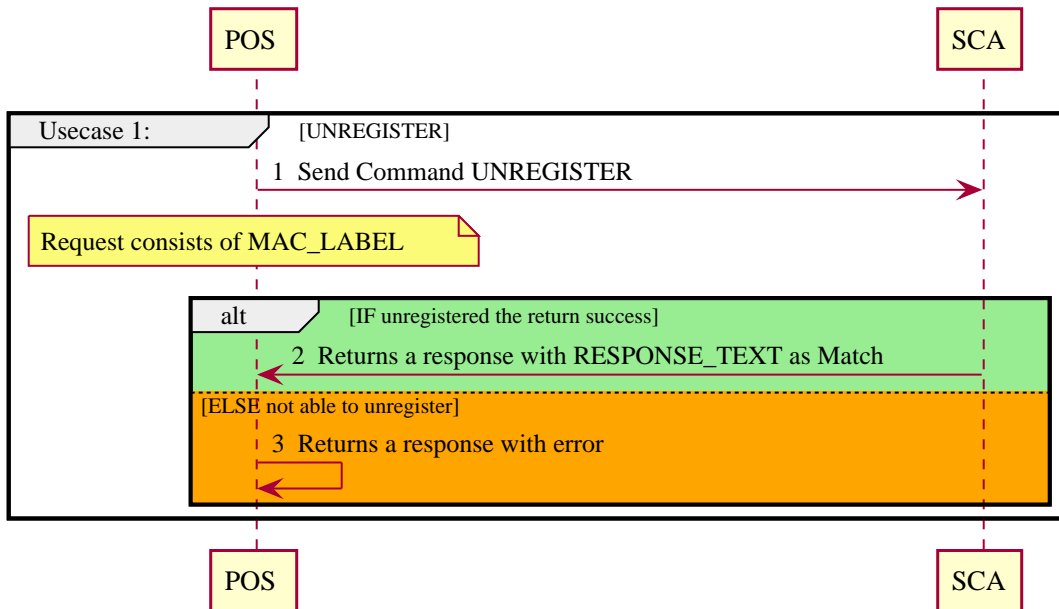 POS
SCA
Usecase 1:
[UNREGISTER]
1 Send Command UNREGISTER
Request consists of MAC_LABEL
alt
[IF unregistered the return success]
2 Returns a response with RESPONSE_TEXT as Match
[ELSE not able to unregister]
3 Returns a response with error
POS
SCA